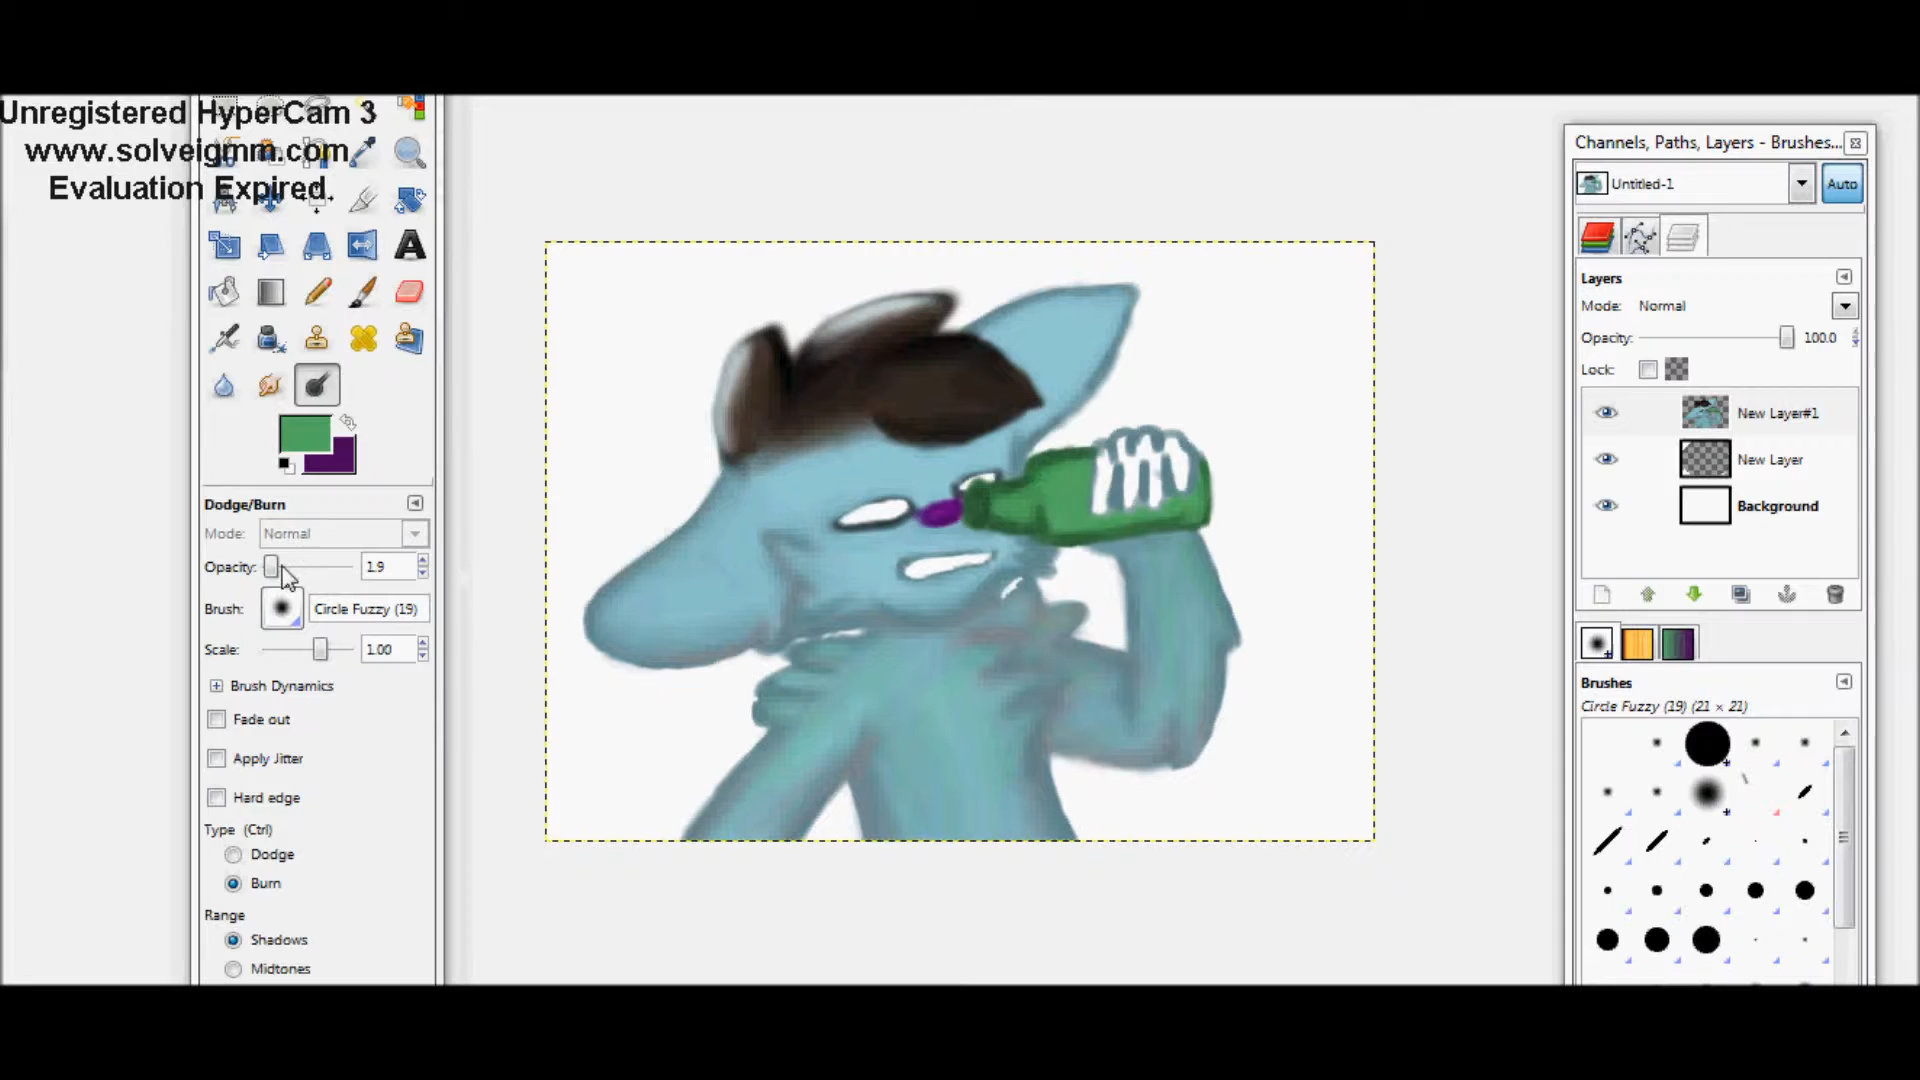 Unregistered HyperCam 3
www.solveigmm.com
Evaluation Expired.
Dodge/Burn
Mode: Normal
Opacity: 1.9
Brush: Circle Fuzzy (19)
Scale: 1.00
Brush Dynamics
Fade out
Apply Jitter
Hard edge
Type (Ctrl)
Dodge
Burn
Range
Shadows
Midtones
Channels, Paths, Layers - Brushes...
Untitled-1 Auto
Layers
Mode: Normal
Opacity: 100.0
Lock:
New Layer#1
New Layer
Background
Brushes
Circle Fuzzy (19) (21 × 21)